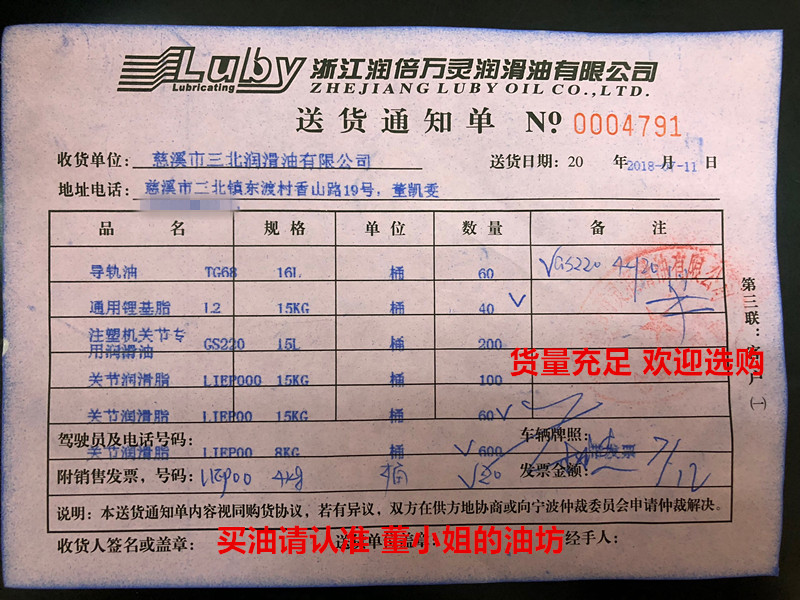 Luby 浙江润倍万灵润滑油有限公司
Lubricating ZHEJIANG LUBY OIL CO.,LTD.
送货通知单 Nº 0004791
收货单位: 慈溪市三北润滑油有限公司 送货日期: 20 年 月 日 2018-07-11
地址电话: 慈溪市三北镇东渡村香山路19号, 董凯雯
品 名 规 格 单 位 数 量 备 注
导轨油 TG68 16L 桶 60 √GS220
通用锂基脂 L2 15KG 桶 40 √
注塑机关节专
用润滑油 GS220 15L 桶 200
货量充足 欢迎选购
关节润滑脂 LIEP000 15KG 桶 100
关节润滑脂 LIEP00 15KG 桶 60 √
驾驶员及电话号码: 车辆牌照:
关节润滑脂 LIEP00 8KG 桶 √ 600
附销售发票, 号码: LIEP00 4kg 发票金额: 7/12
说明: 本送货通知单内容视同购货协议, 若有异议, 双方在供方地协商或向宁波仲裁委员会申请仲裁解决。
收货人签名或盖章: 经手人:
买油请认准 董小姐的油坊
第三联: 客户 (一)